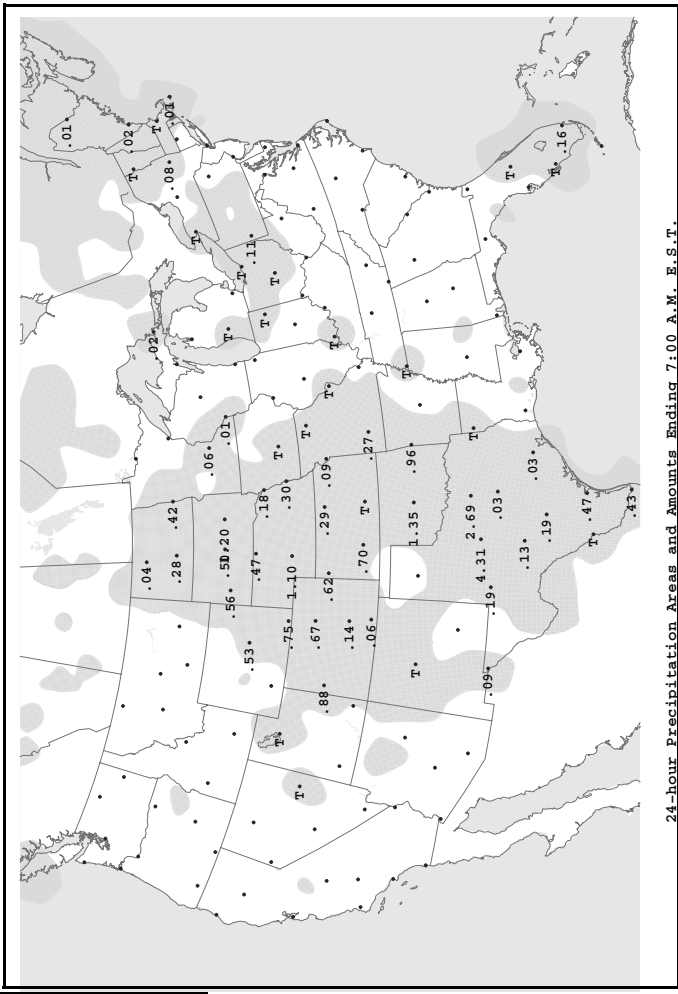 .01
.02
T
.04
.02
T
.08
.01
.42
.28
T
.06
.20
.01
T
.56
T
.53
.11
.47
.18
T
T
T
T
.30
.75
1.10
T
T
.67
.88
.29
.09
.62
T
T
.14
.70
T
.27
.06
T
.96
1.35
T
2.69
T
4.31
.09
.19
.03
T
.13
.03
.19
T
.16
.47
T
.43
24-hour Precipitation Areas and Amounts Ending 7:00 A.M. E.S.T.